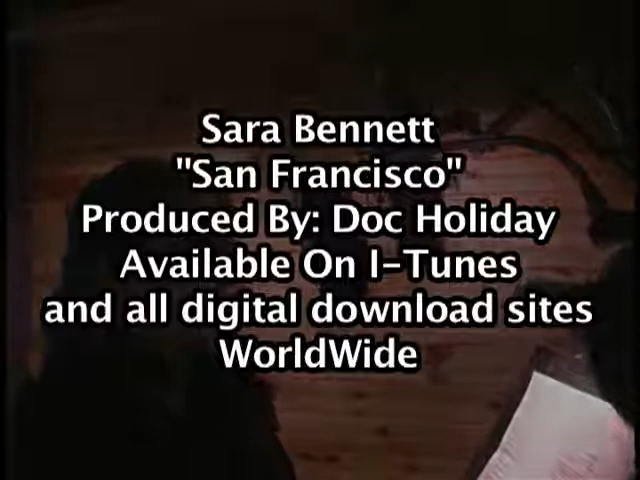 Sara Bennett
"San Francisco"
Produced By: Doc Holiday
Available On I-Tunes
and all digital download sites
WorldWide